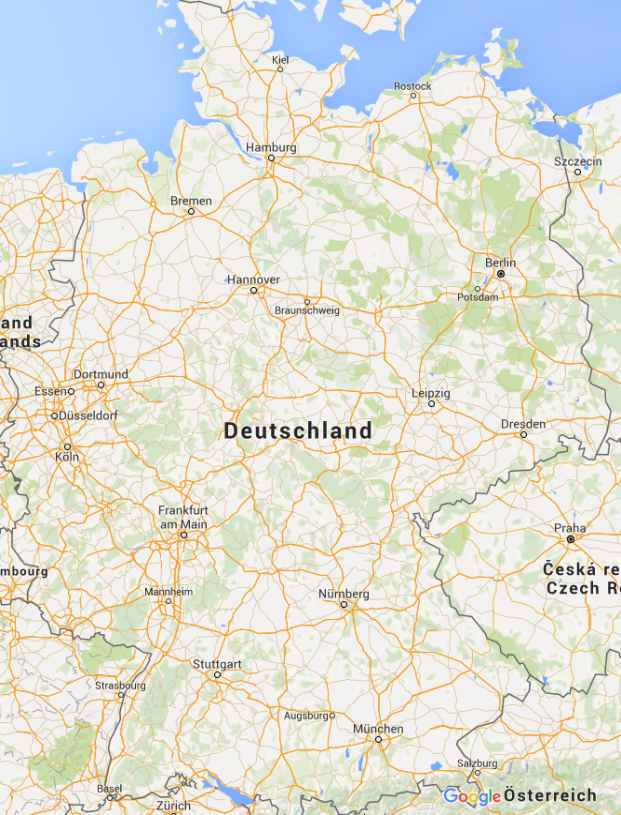 Kiel
Rostock
Hamburg
Szczecin
Bremen
Berlin
Hannover
Potsdam
Braunschweig
and
ands
Dortmund
Essen
Leipzig
Düsseldorf
Dresden
Deutschland
Köln
Frankfurt
am Main
Praha
mbourg
Česká re
Czech R
Mannheim
Nürnberg
Stuttgart
Strasbourg
Augsburg
München
Salzburg
Basel
Google Österreich
Zürich